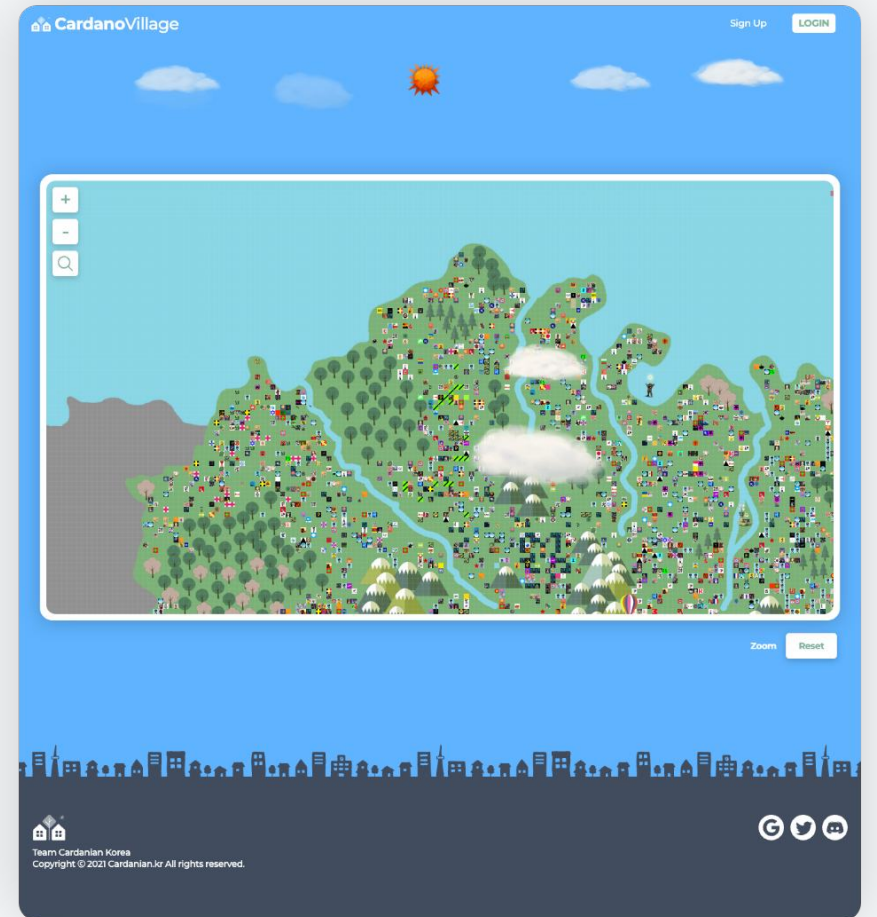 CardanoVillage
Sign Up
LOGIN
+
-
Zoom
Reset
Team Cardanian Korea
Copyright © 2021 Cardanian.kr All rights reserved.